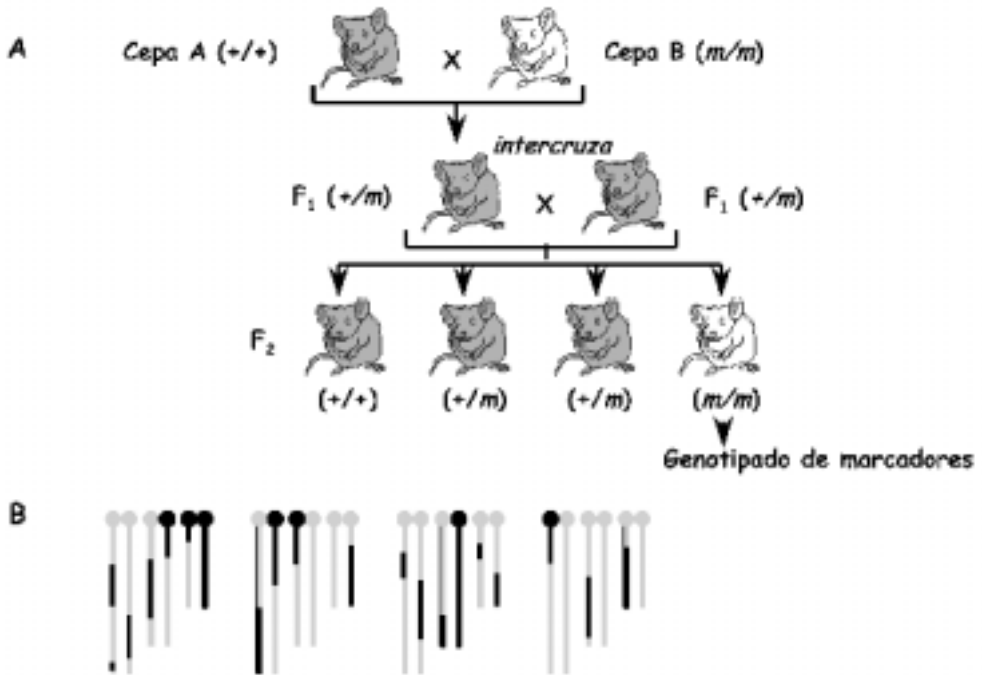 A
Cepa A (+/+) X Cepa B (m/m)
intercruza
F₁ (+/m) X F₁ (+/m)
F₂
(+/+) (+/m) (+/m) (m/m)
Genotipado de marcadores
B